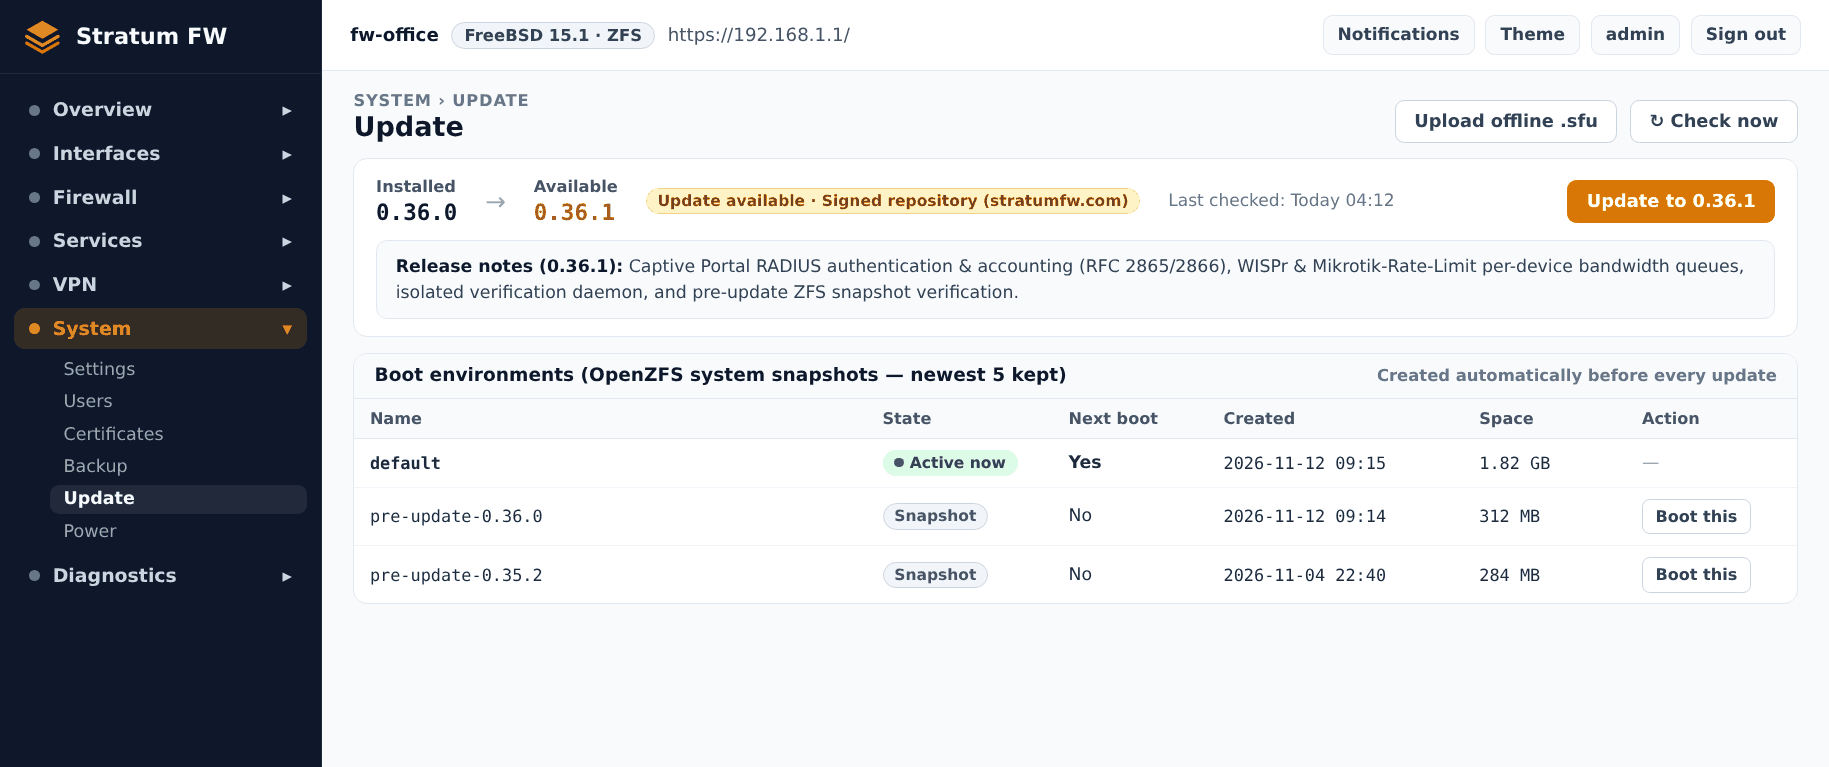 Stratum FW
fw-office
FreeBSD 15.1 · ZFS
https://192.168.1.1/
Notifications
Theme
admin
Sign out
Overview ▸
Interfaces ▸
Firewall ▸
Services ▸
VPN ▸
System ▾
Settings
Users
Certificates
Backup
Update
Power
Diagnostics ▸
SYSTEM › UPDATE
Update
Upload offline .sfu
↻ Check now
Installed
0.36.0
→
Available
0.36.1
Update available · Signed repository (stratumfw.com)
Last checked: Today 04:12
Update to 0.36.1
Release notes (0.36.1): Captive Portal RADIUS authentication & accounting (RFC 2865/2866), WISPr & Mikrotik-Rate-Limit per-device bandwidth queues,
isolated verification daemon, and pre-update ZFS snapshot verification.
Boot environments (OpenZFS system snapshots — newest 5 kept)
Created automatically before every update
Name State Next boot Created Space Action
default ● Active now Yes 2026-11-12 09:15 1.82 GB —
pre-update-0.36.0 Snapshot No 2026-11-12 09:14 312 MB Boot this
pre-update-0.35.2 Snapshot No 2026-11-04 22:40 284 MB Boot this